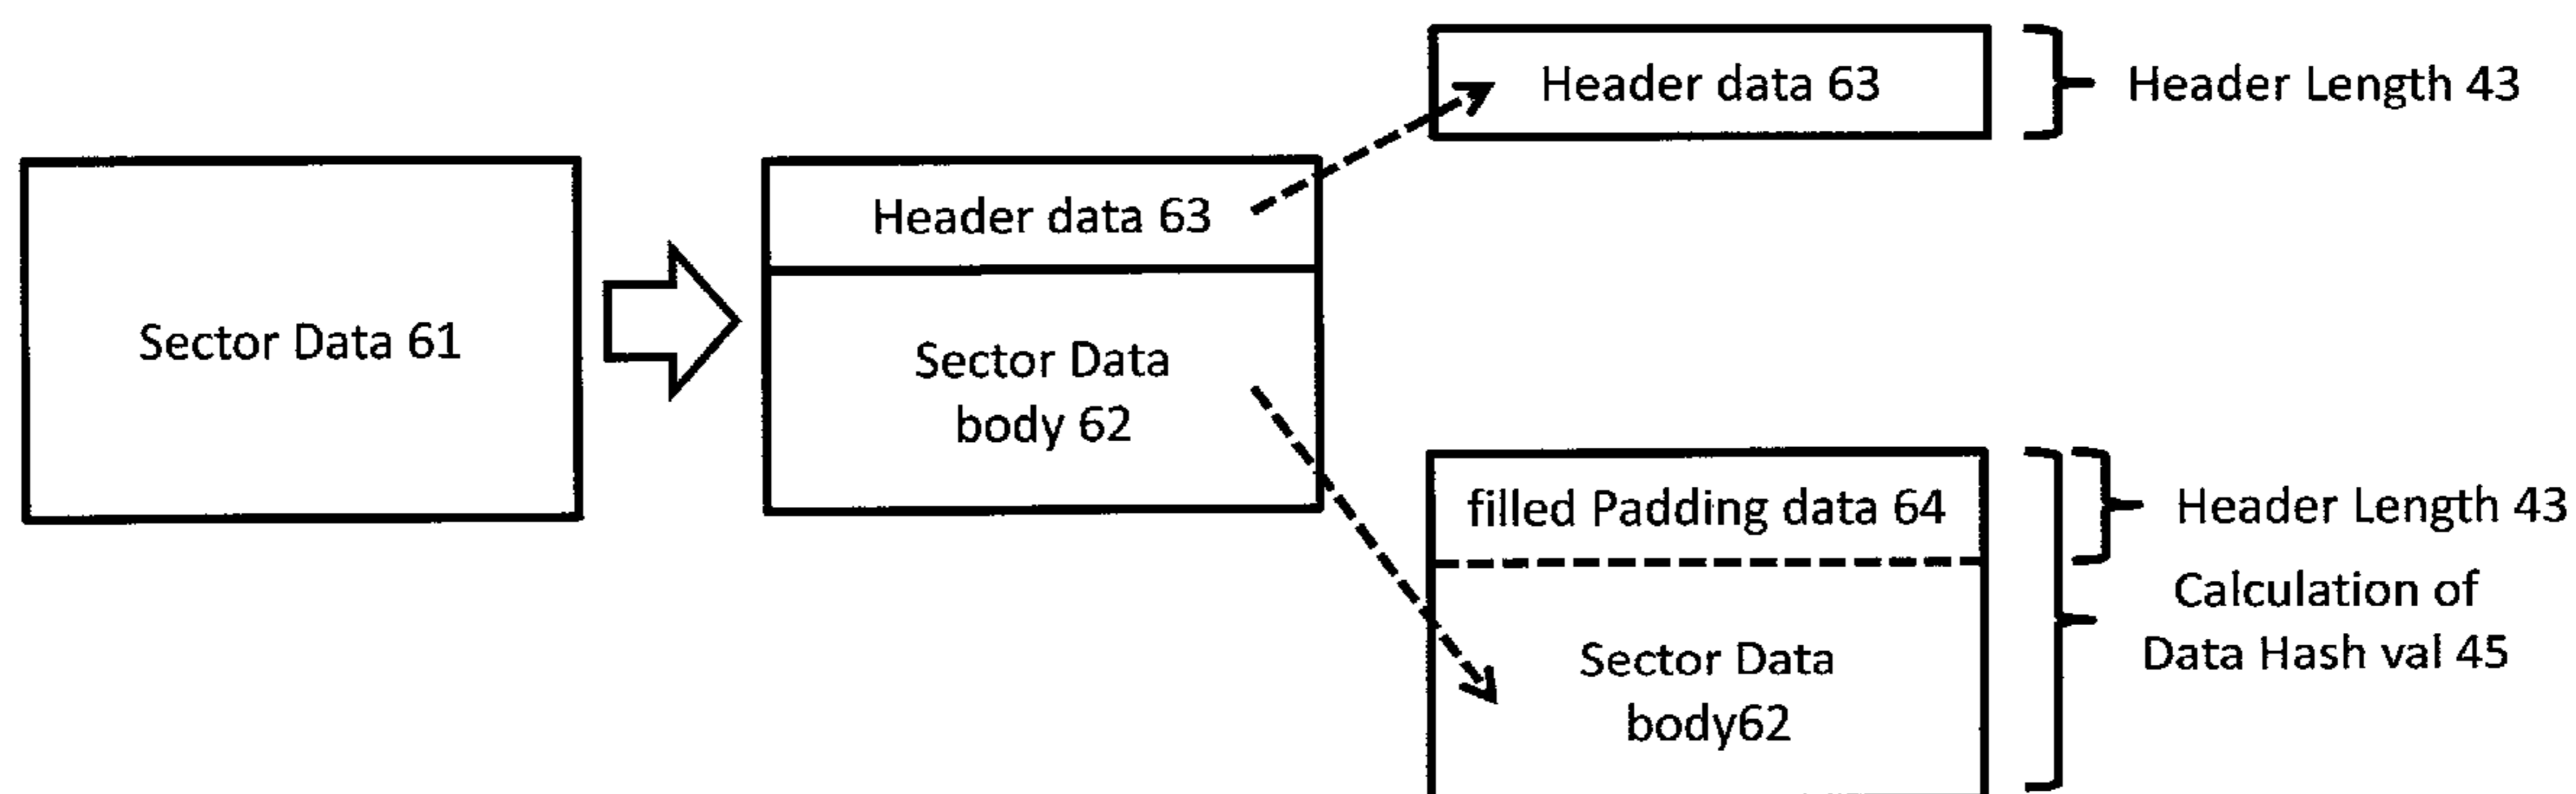 Header data 63
Header Length 43
Sector Data 61
Header data 63
Sector Data
body 62
filled Padding data 64
Header Length 43
Calculation of
Data Hash val 45
Sector Data
body62